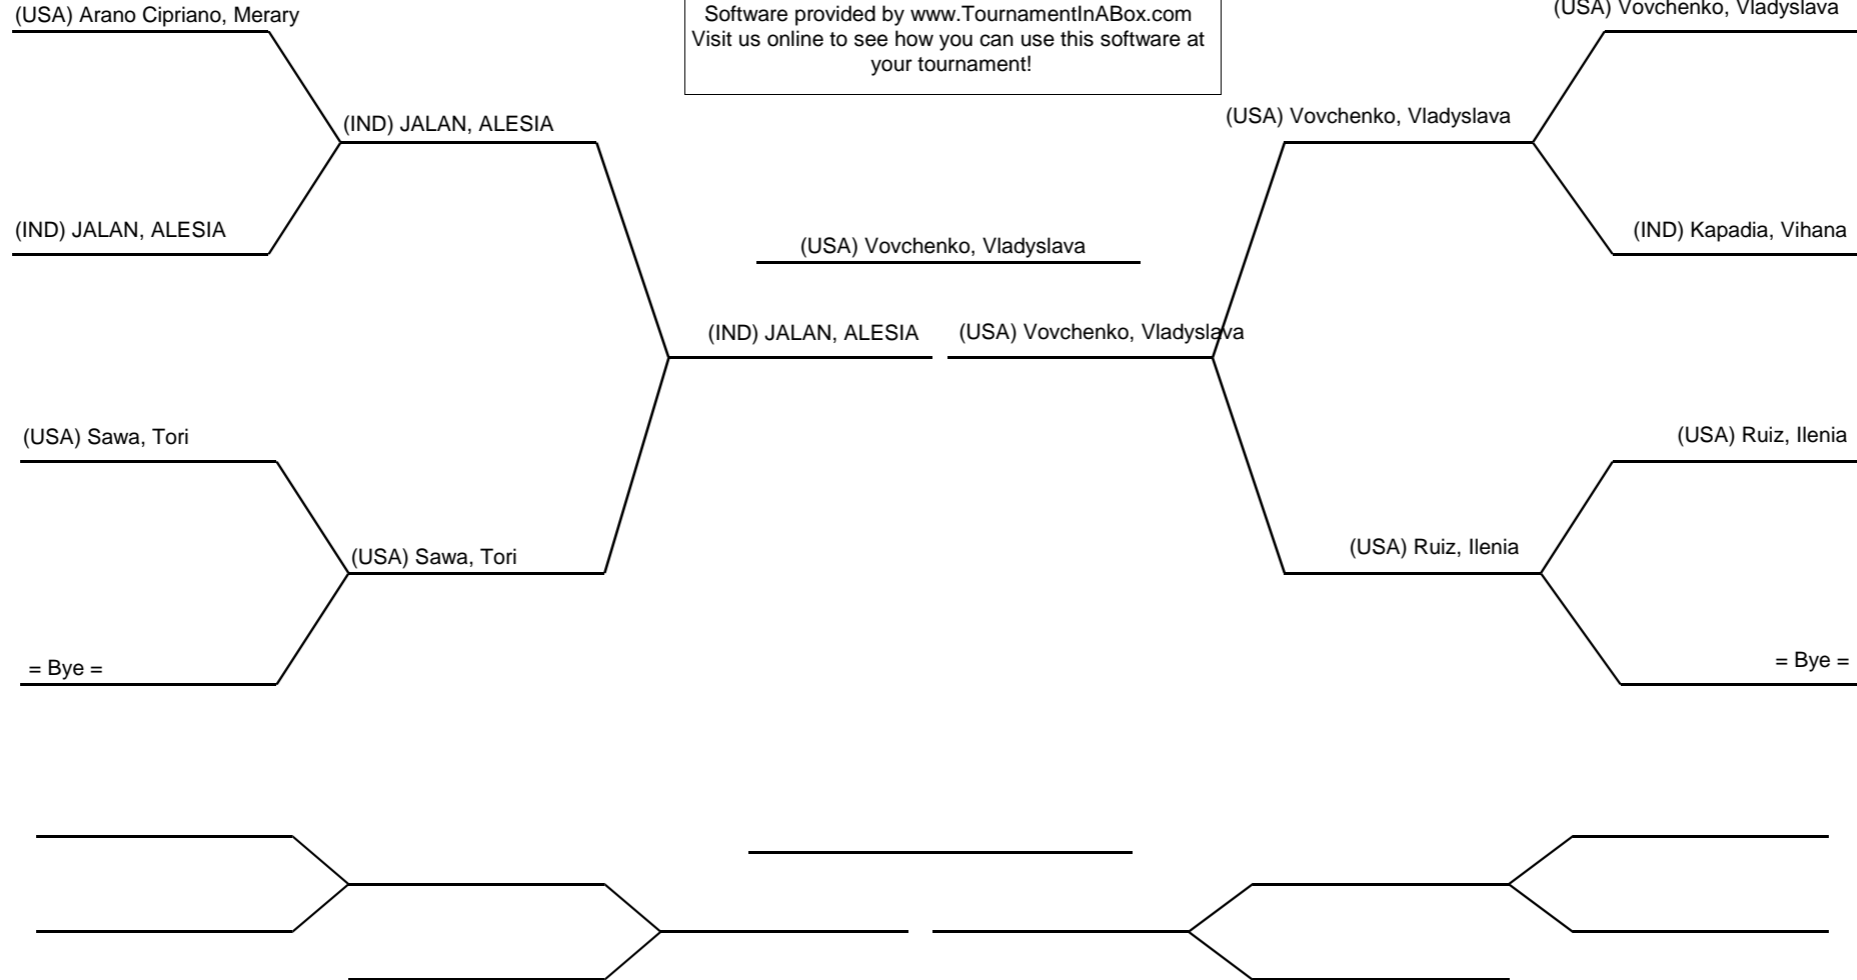 (USA) Arano Cipriano, Merary
Software provided by www.TournamentInABox.com
Visit us online to see how you can use this software at
your tournament!
(USA) Vovchenko, Vladyslava
(IND) JALAN, ALESIA
(USA) Vovchenko, Vladyslava
(IND) JALAN, ALESIA
(USA) Vovchenko, Vladyslava
(IND) Kapadia, Vihana
(IND) JALAN, ALESIA
(USA) Vovchenko, Vladyslava
(USA) Sawa, Tori
(USA) Ruiz, Ilenia
(USA) Sawa, Tori
(USA) Ruiz, Ilenia
= Bye =
= Bye =